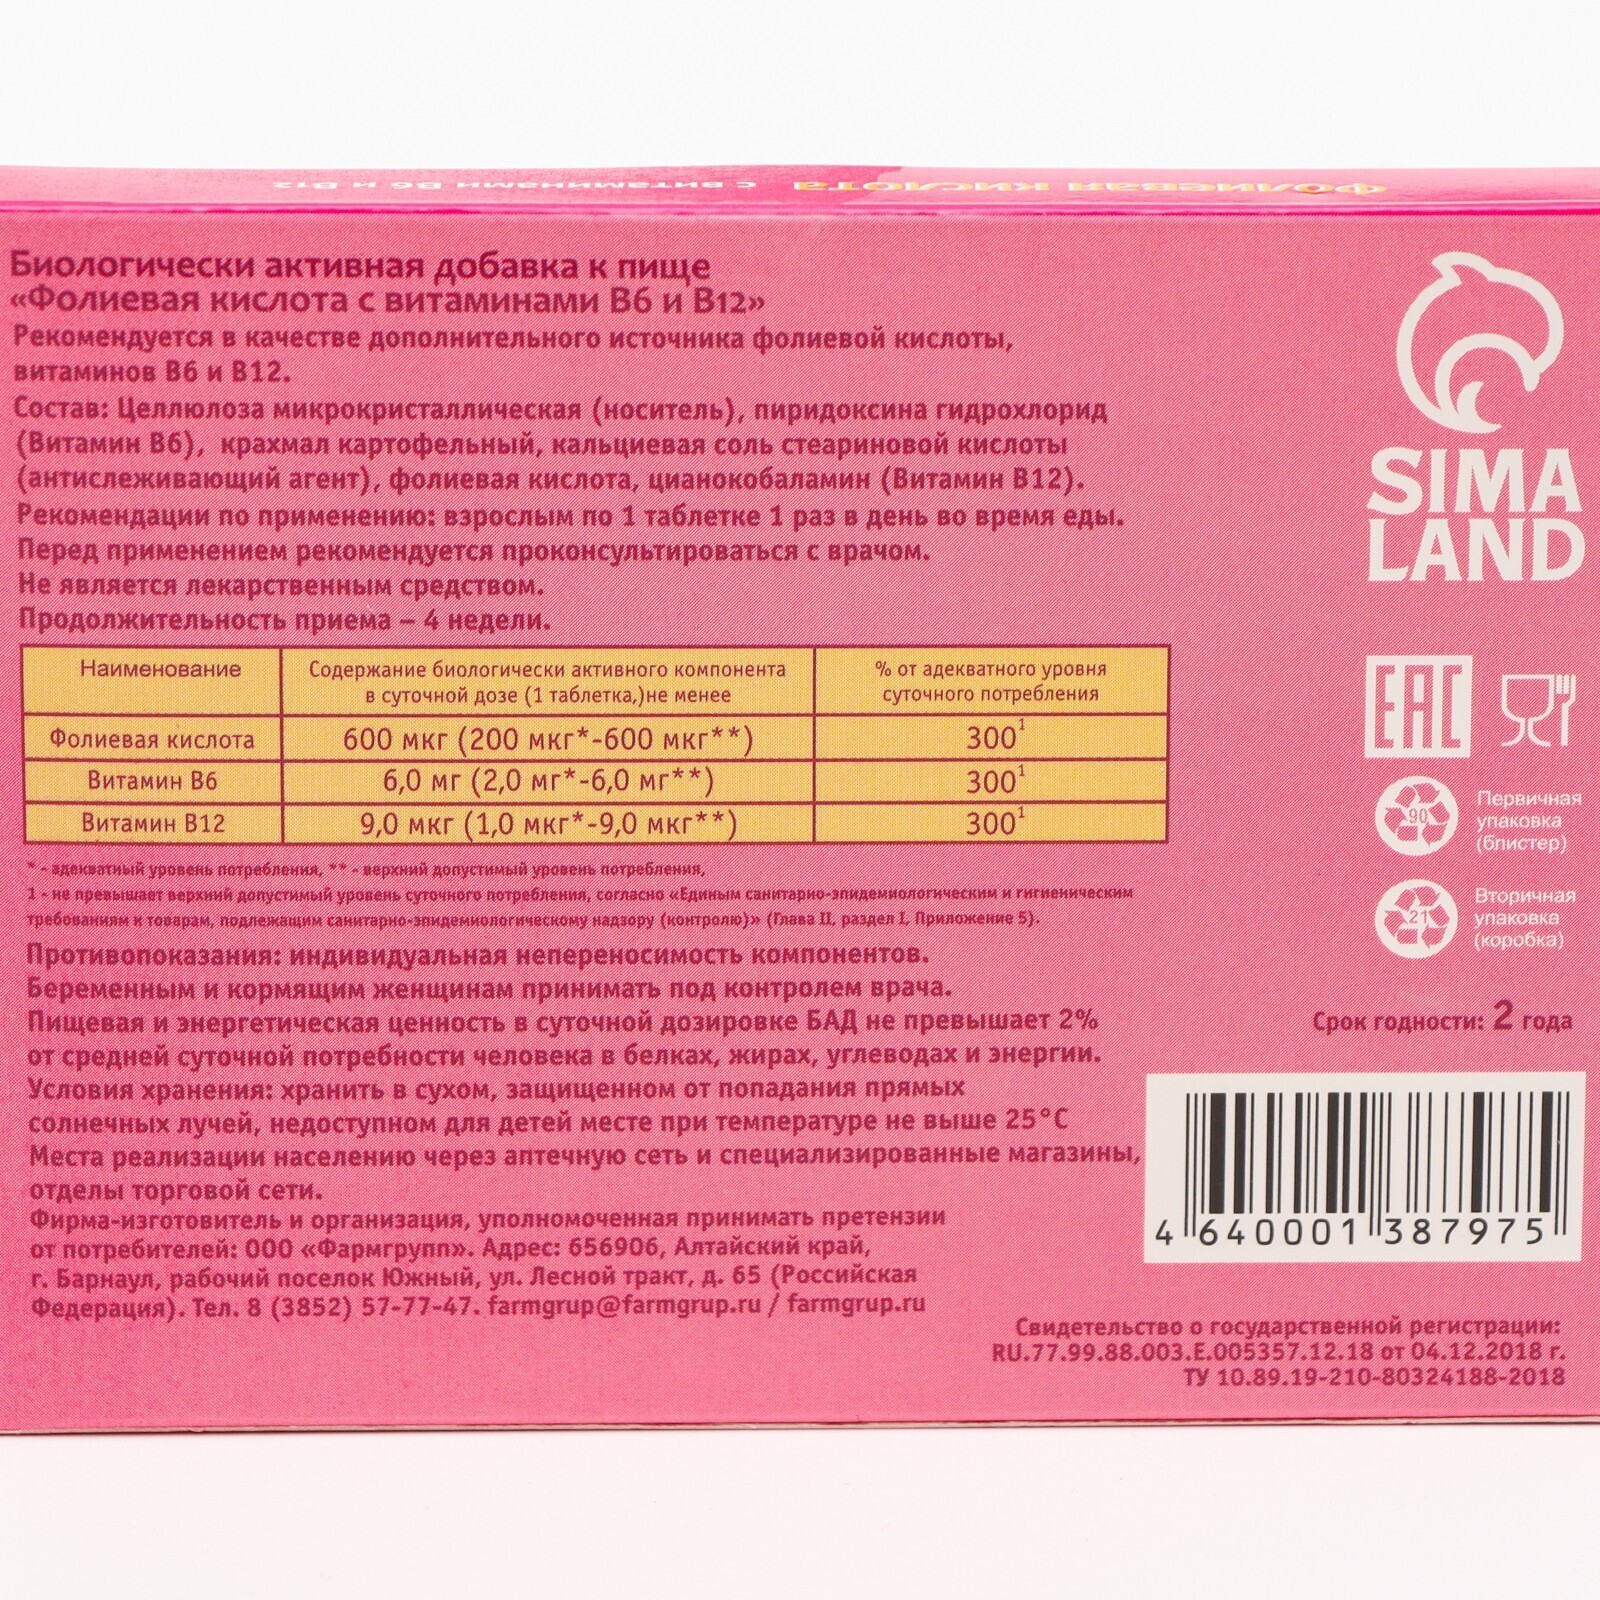 Фолиевая кислота с витаминами В6 и В12
Биологически активная добавка к пище
«Фолиевая кислота с витаминами В6 и В12»
Рекомендуется в качестве дополнительного источника фолиевой кислоты,
витаминов В6 и В12.
Состав: Целлюлоза микрокристаллическая (носитель), пиридоксина гидрохлорид
(Витамин В6), крахмал картофельный, кальциевая соль стеариновой кислоты
(антислеживающий агент), фолиевая кислота, цианокобаламин (Витамин В12).
Рекомендации по применению: взрослым по 1 таблетке 1 раз в день во время еды.
Перед применением рекомендуется проконсультироваться с врачом.
Не является лекарственным средством.
Продолжительность приема – 4 недели.
Наименование
Содержание биологически активного компонента
в суточной дозе (1 таблетка,)не менее
% от адекватного уровня
суточного потребления
Фолиевая кислота 600 мкг (200 мкг*-600 мкг**) 300¹
Витамин В6 6,0 мг (2,0 мг*-6,0 мг**) 300¹
Витамин В12 9,0 мкг (1,0 мкг*-9,0 мкг**) 300¹
* - адекватный уровень потребления, ** - верхний допустимый уровень потребления,
1 - не превышает верхний допустимый уровень суточного потребления, согласно «Единым санитарно-эпидемиологическим и гигиеническим
требованиям к товарам, подлежащим санитарно-эпидемиологическому надзору (контролю)» (Глава II, раздел I, Приложение 5).
Противопоказания: индивидуальная непереносимость компонентов.
Беременным и кормящим женщинам принимать под контролем врача.
Пищевая и энергетическая ценность в суточной дозировке БАД не превышает 2%
от средней суточной потребности человека в белках, жирах, углеводах и энергии.
Условия хранения: хранить в сухом, защищенном от попадания прямых
солнечных лучей, недоступном для детей месте при температуре не выше 25°С
Места реализации населению через аптечную сеть и специализированные магазины,
отделы торговой сети.
Фирма-изготовитель и организация, уполномоченная принимать претензии
от потребителей: ООО «Фармгрупп». Адрес: 656906, Алтайский край,
г. Барнаул, рабочий поселок Южный, ул. Лесной тракт, д. 65 (Российская
Федерация). Тел. 8 (3852) 57-77-47. farmgrup@farmgrup.ru / farmgrup.ru
SIMA
LAND
EAC
90
Первичная
упаковка
(блистер)
21
Вторичная
упаковка
(коробка)
Срок годности: 2 года
4 640001 387975
Свидетельство о государственной регистрации:
RU.77.99.88.003.Е.005357.12.18 от 04.12.2018 г.
ТУ 10.89.19-210-80324188-2018